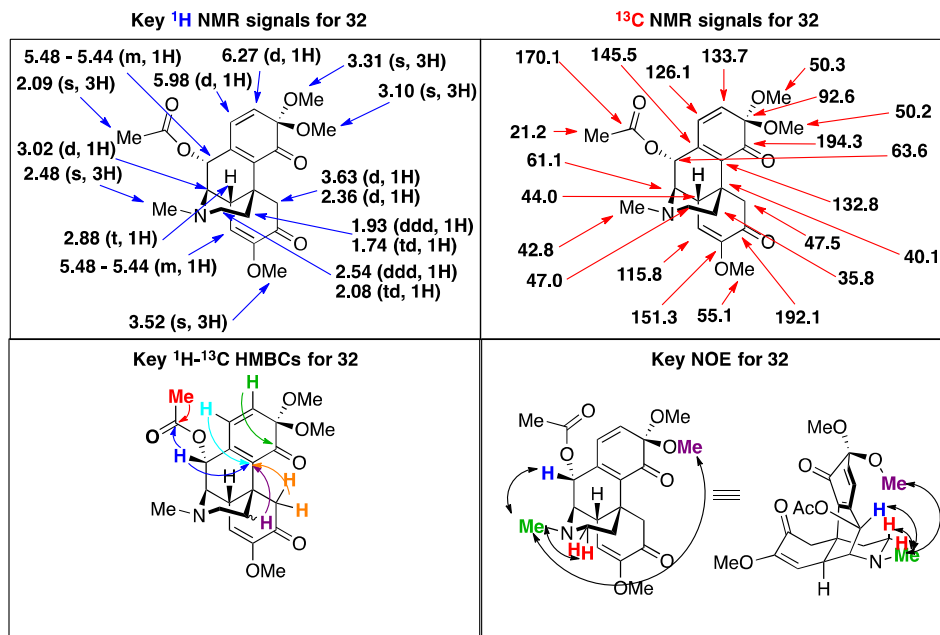 Key ¹H NMR signals for 32
5.48 - 5.44 (m, 1H)
6.27 (d, 1H)
2.09 (s, 3H)
5.98 (d, 1H)
3.31 (s, 3H)
3.10 (s, 3H)
OMe
OMe
O
O
Me
O
3.02 (d, 1H)
2.48 (s, 3H)
H
3.63 (d, 1H)
2.36 (d, 1H)
Me
N
1.93 (ddd, 1H)
1.74 (td, 1H)
2.88 (t, 1H)
O
5.48 - 5.44 (m, 1H)
OMe
2.54 (ddd, 1H)
2.08 (td, 1H)
3.52 (s, 3H)
¹³C NMR signals for 32
170.1
145.5
126.1
133.7
50.3
92.6
50.2
OMe
OMe
O
O
21.2
Me
O
194.3
63.6
61.1
H
44.0
132.8
Me
N
42.8
O
47.5
40.1
47.0
115.8
OMe
35.8
151.3
55.1
192.1
Key ¹H-¹³C HMBCs for 32
H
Me
H
OMe
OMe
O
O
O
H
H
H
H
Me
N
H
O
OMe
Key NOE for 32
O
Me
O
OMe
OMe
O
H
H
Me
N
HH
O
OMe
MeO
O
O
Me
AcO
H
O
H
H
MeO
N
Me
H